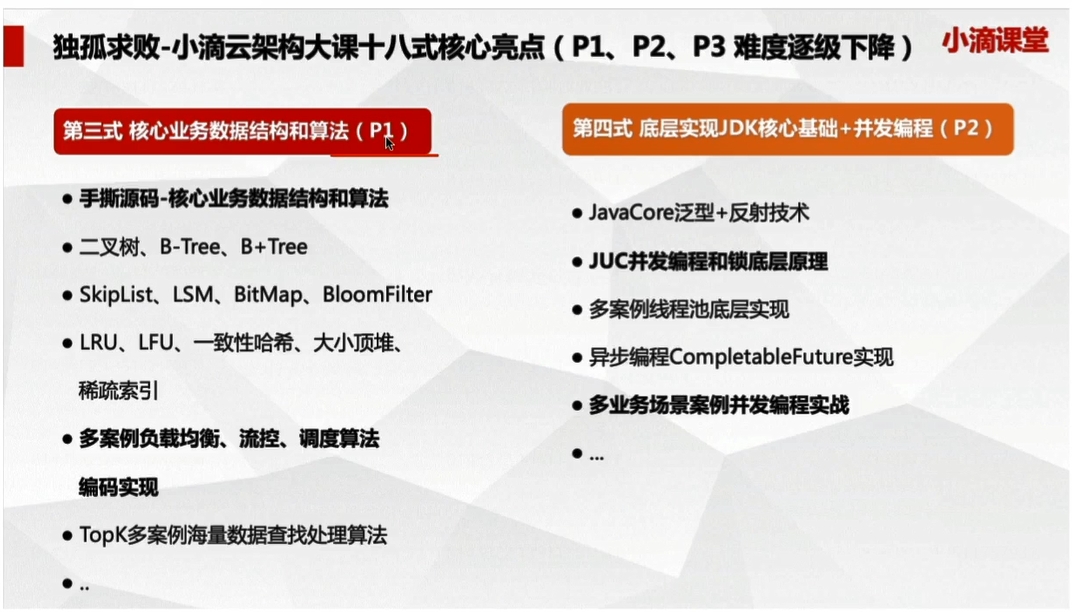 独孤求败-小滴云架构大课十八式核心亮点（P1、P2、P3 难度逐级下降）
小滴课堂
第三式 核心业务数据结构和算法（P1）
● 手撕源码-核心业务数据结构和算法
● 二叉树、B-Tree、B+Tree
● SkipList、LSM、BitMap、BloomFilter
● LRU、LFU、一致性哈希、大小顶堆、
稀疏索引
● 多案例负载均衡、流控、调度算法
编码实现
● TopK多案例海量数据查找处理算法
● ..
第四式 底层实现JDK核心基础+并发编程（P2）
● JavaCore泛型+反射技术
● JUC并发编程和锁底层原理
● 多案例线程池底层实现
● 异步编程CompletableFuture实现
● 多业务场景案例并发编程实战
● ...